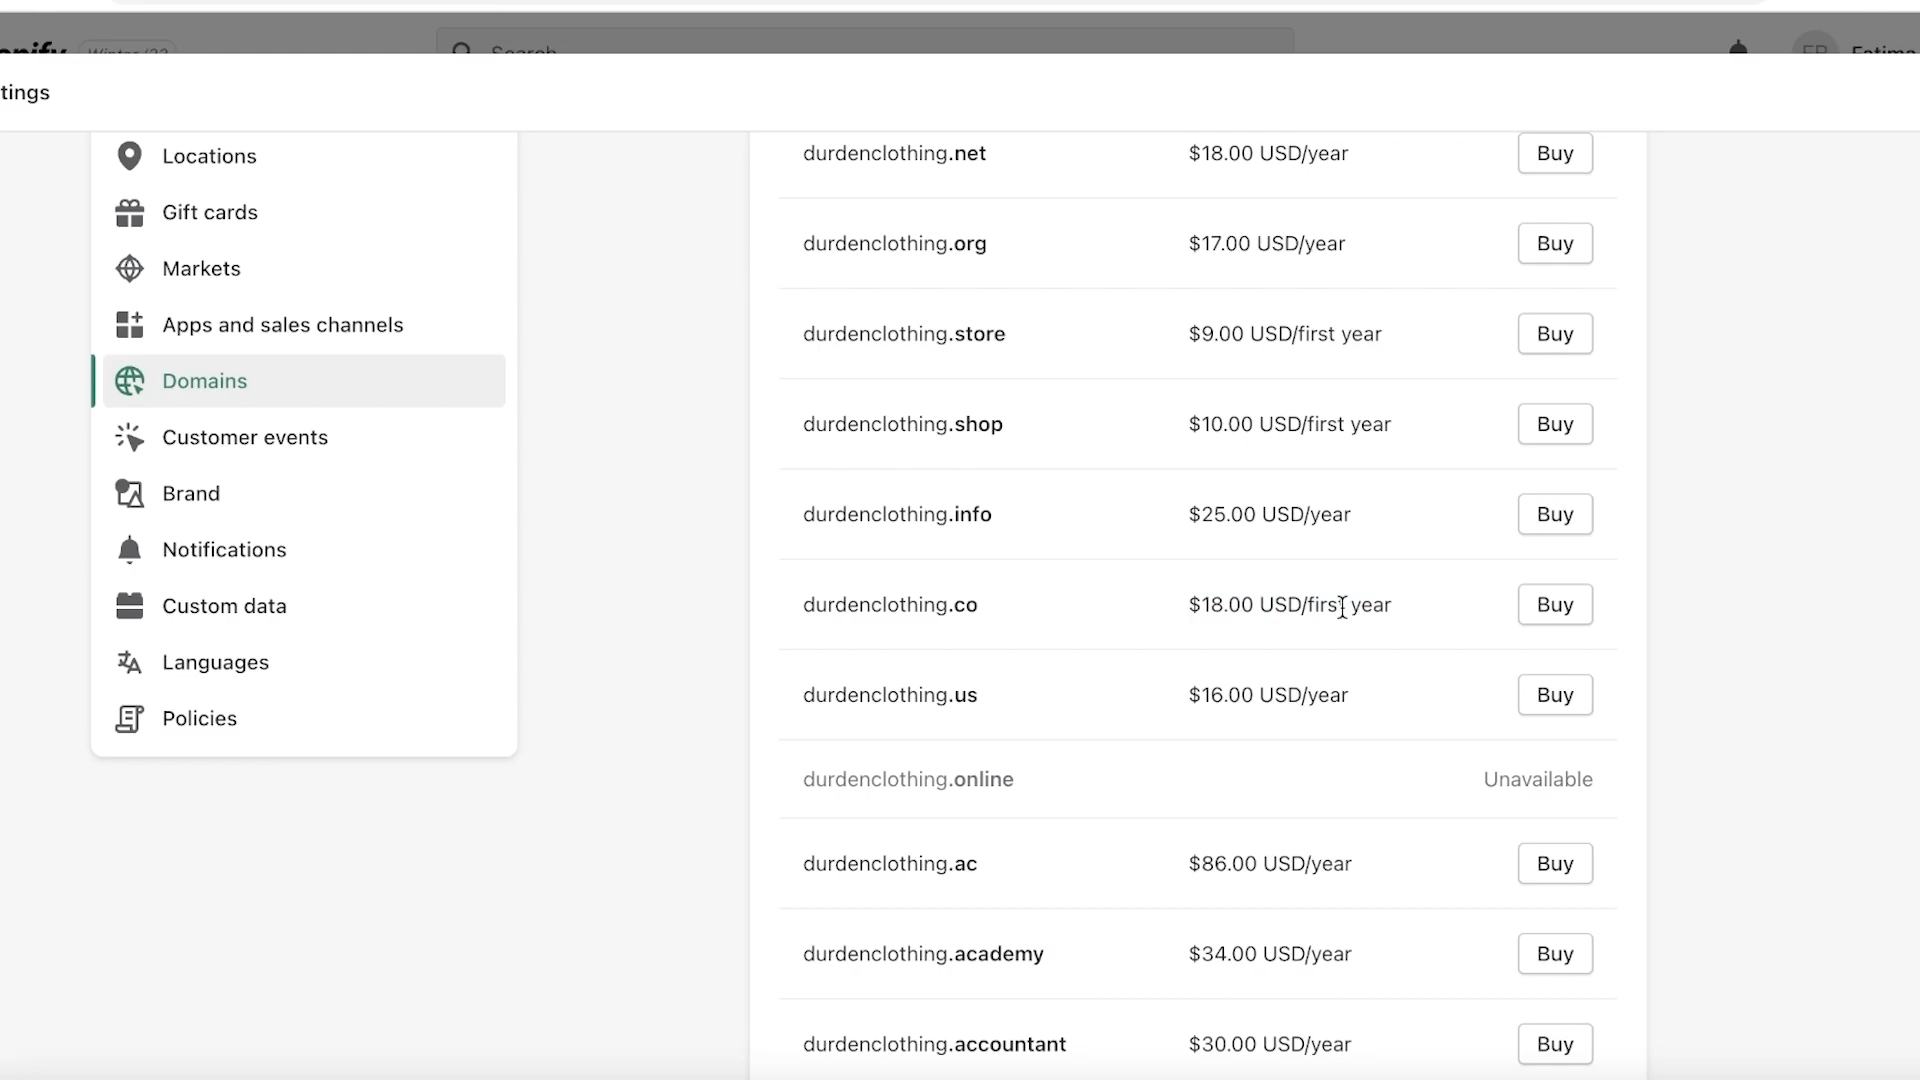 Search
tings
Locations
Gift cards
Markets
Apps and sales channels
Domains
Customer events
Brand
Notifications
Custom data
Languages
Policies
durdenclothing.net $18.00 USD/year Buy
durdenclothing.org $17.00 USD/year Buy
durdenclothing.store $9.00 USD/first year Buy
durdenclothing.shop $10.00 USD/first year Buy
durdenclothing.info $25.00 USD/year Buy
durdenclothing.co $18.00 USD/first year Buy
durdenclothing.us $16.00 USD/year Buy
durdenclothing.online Unavailable
durdenclothing.ac $86.00 USD/year Buy
durdenclothing.academy $34.00 USD/year Buy
durdenclothing.accountant $30.00 USD/year Buy